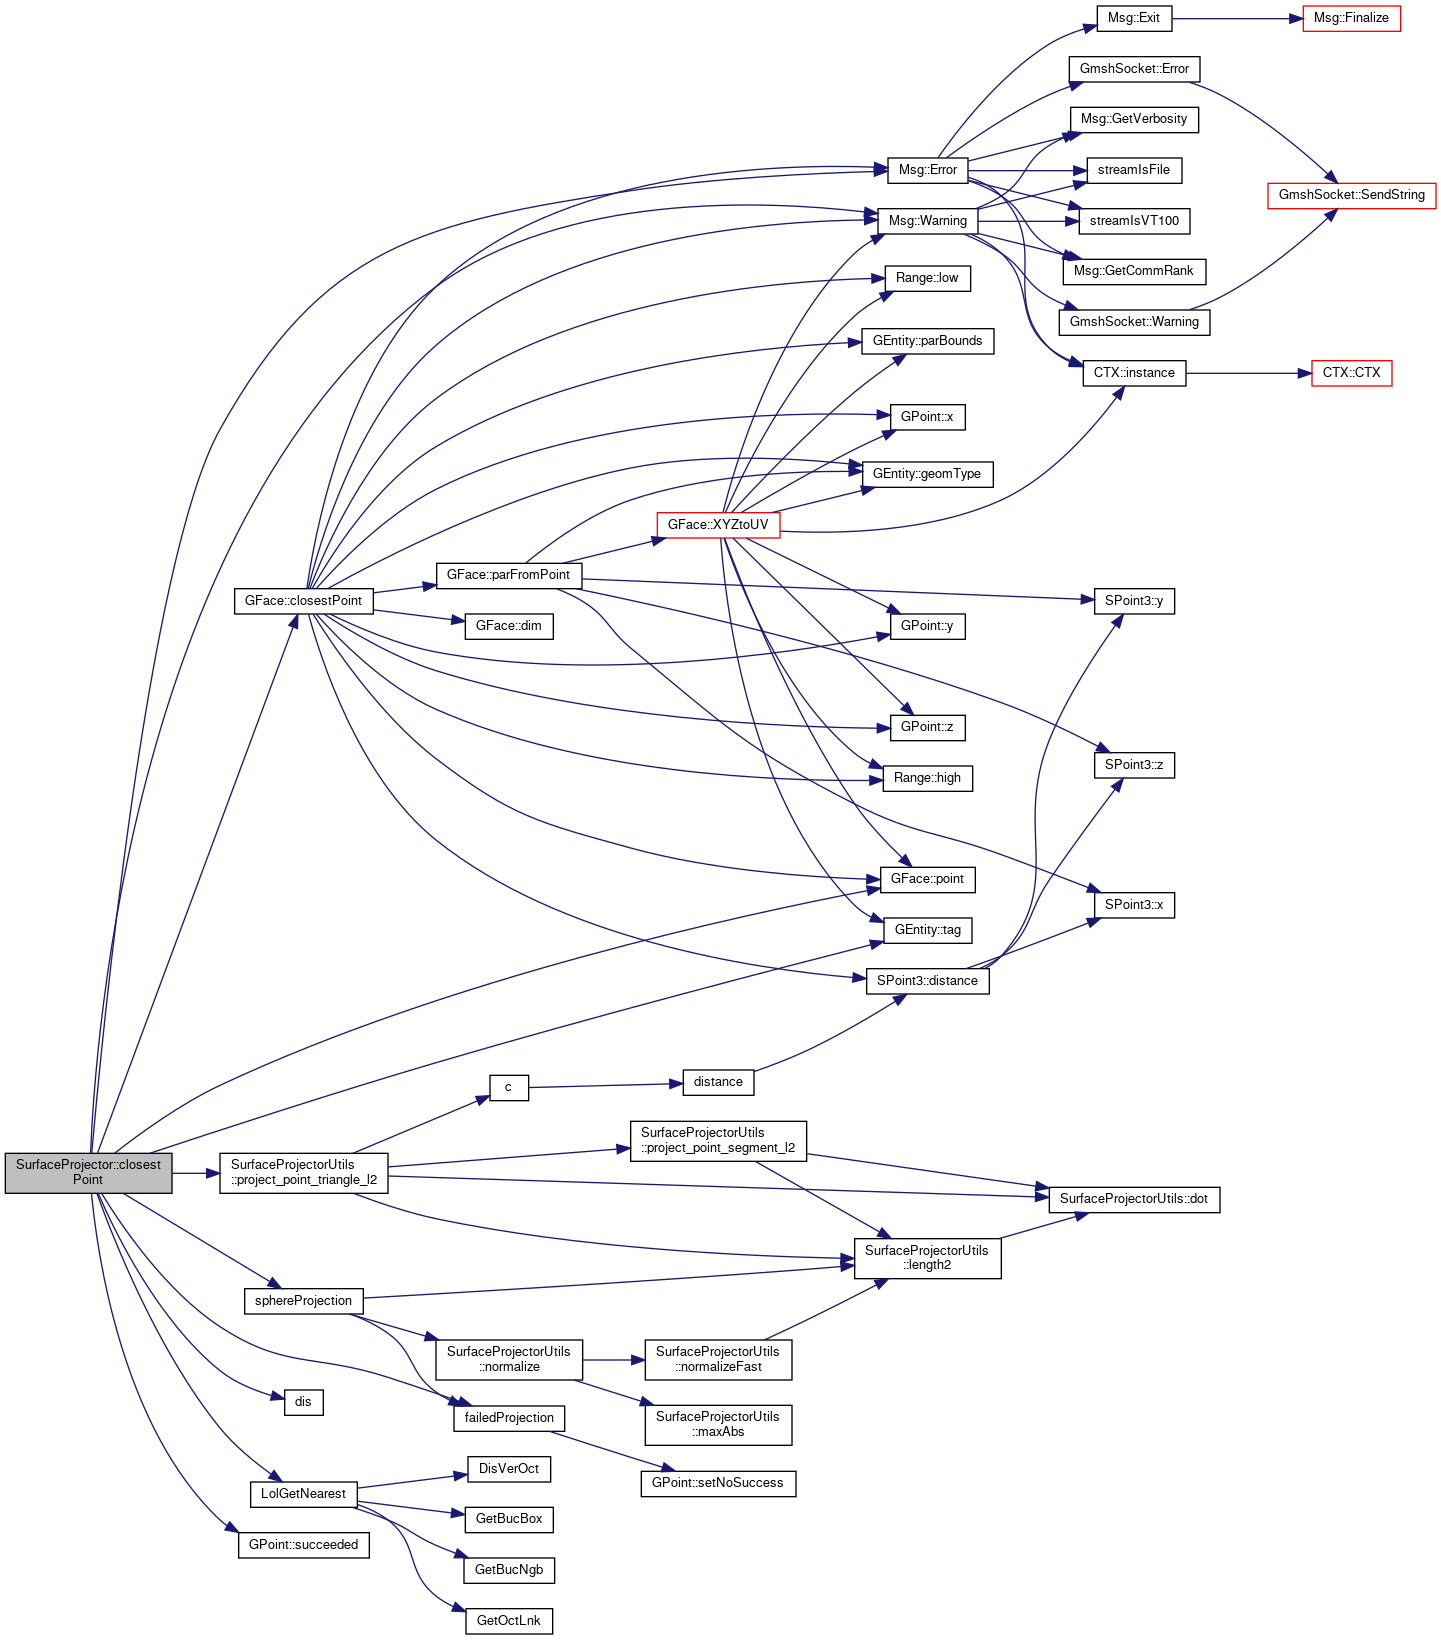 Msg::Exit
Msg::Finalize
GmshSocket::Error
Msg::GetVerbosity
Msg::Error
streamIsFile
GmshSocket::SendString
Msg::Warning
streamIsVT100
Msg::GetCommRank
Range::low
GmshSocket::Warning
GEntity::parBounds
CTX::instance
CTX::CTX
GPoint::x
GEntity::geomType
GFace::XYZtoUV
GFace::parFromPoint
GFace::closestPoint
SPoint3::y
GFace::dim
GPoint::y
GPoint::z
SPoint3::z
Range::high
GFace::point
SPoint3::x
GEntity::tag
SPoint3::distance
distance
c
SurfaceProjectorUtils
::project_point_segment_l2
SurfaceProjector::closest
Point
SurfaceProjectorUtils
::project_point_triangle_l2
SurfaceProjectorUtils::dot
SurfaceProjectorUtils
::length2
sphereProjection
SurfaceProjectorUtils
::normalize
SurfaceProjectorUtils
::normalizeFast
dis
failedProjection
SurfaceProjectorUtils
::maxAbs
DisVerOct
GPoint::setNoSuccess
LolGetNearest
GetBucBox
GPoint::succeeded
GetBucNgb
GetOctLnk